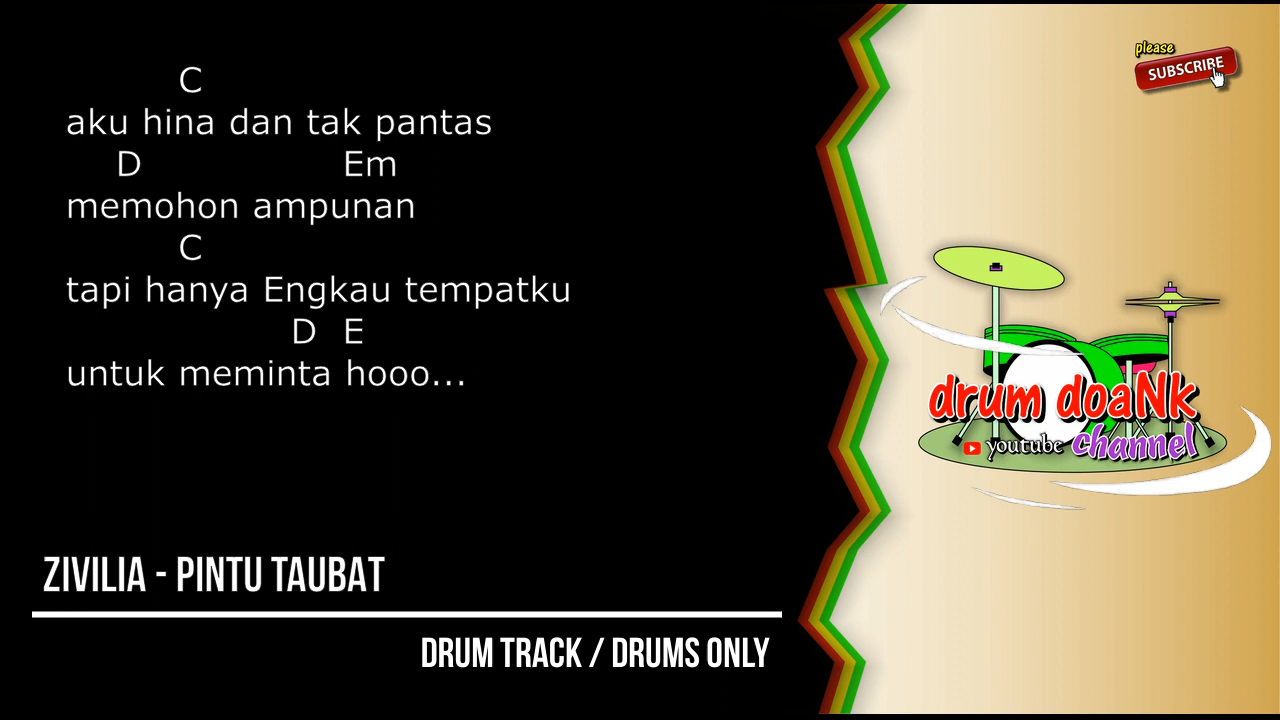 C
aku hina dan tak pantas
D Em
memohon ampunan
C
tapi hanya Engkau tempatku
D E
untuk meminta hooo...
ZIVILIA - PINTU TAUBAT
DRUM TRACK / DRUMS ONLY
please
SUBSCRIBE
drum doaNk
youtube channel